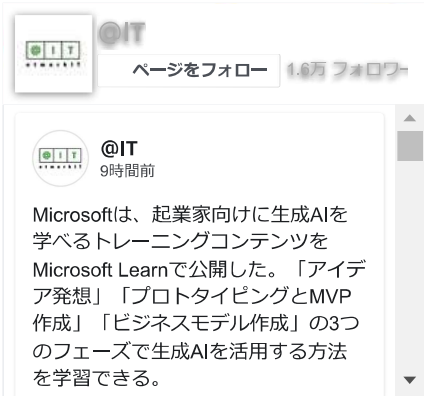 @IT
ページをフォロー 1.6万 フォロワー
@IT
atmarkIT
@IT
9時間前
Microsoftは、起業家向けに生成AIを
学べるトレーニングコンテンツを
Microsoft Learnで公開した。「アイデ
ア発想」「プロトタイピングとMVP
作成」「ビジネスモデル作成」の3つ
のフェーズで生成AIを活用する方法
を学習できる。